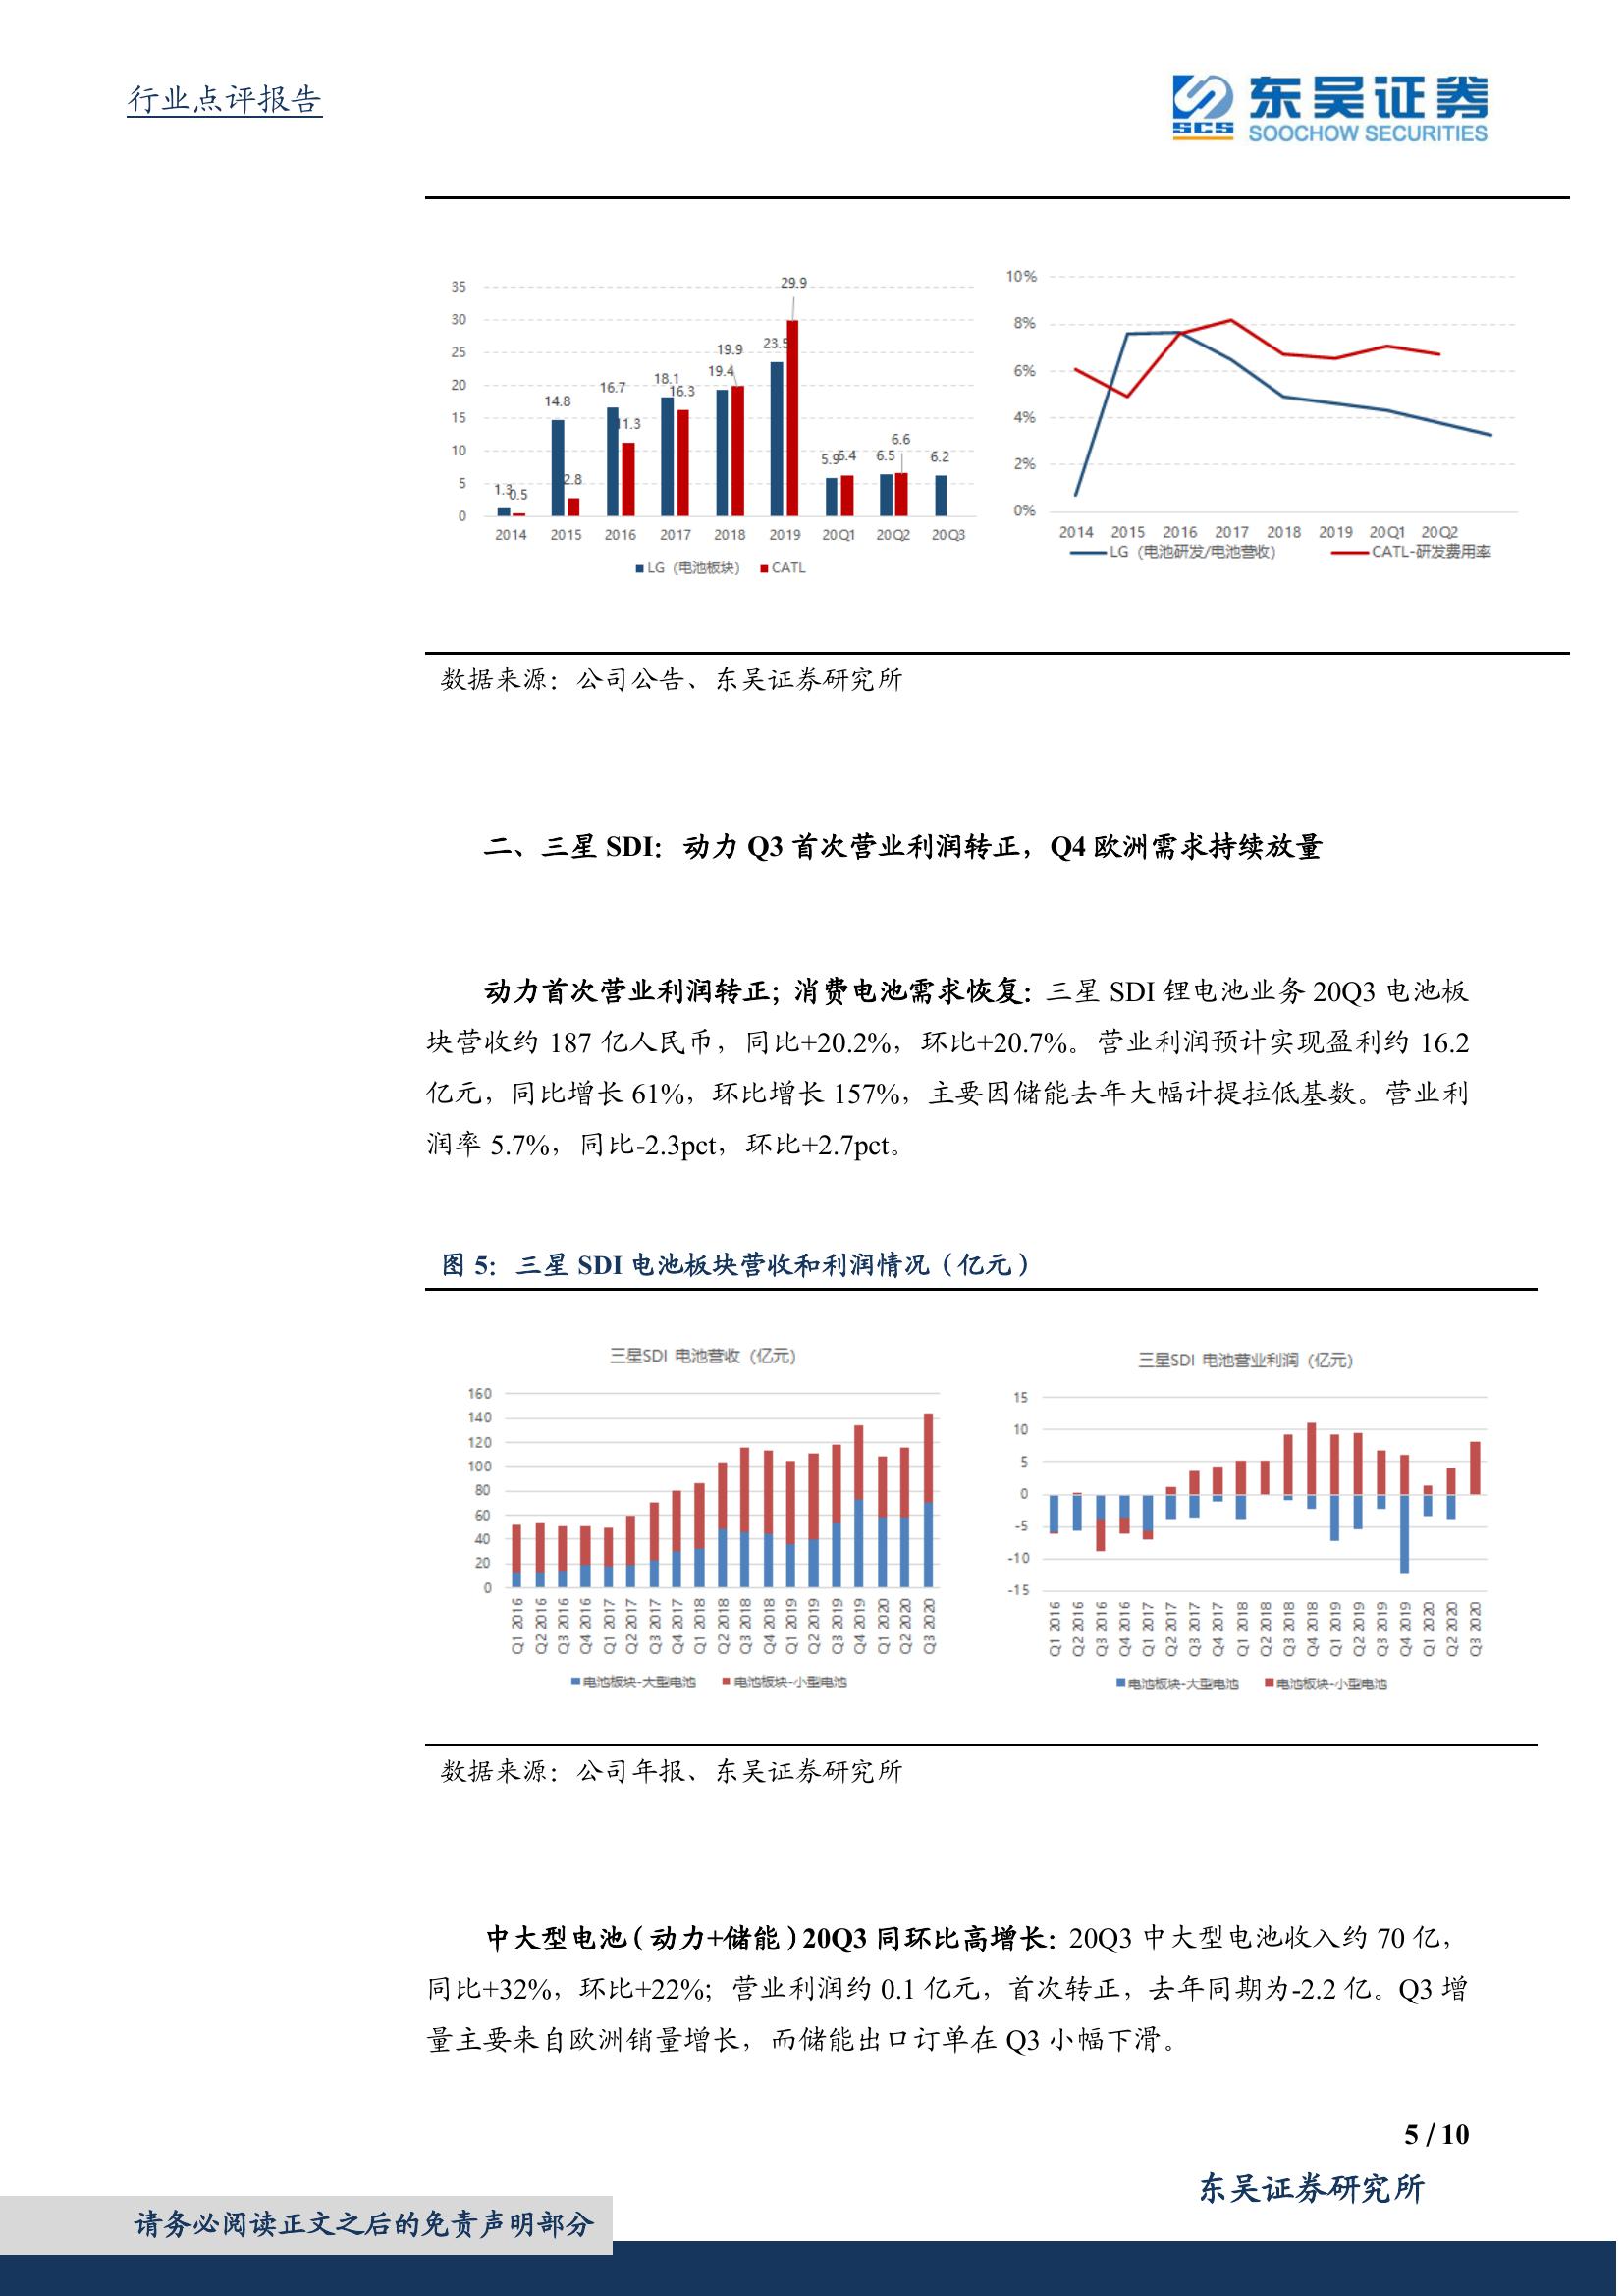 行业点评报告
SCS 东吴证券
SOOCHOW SECURITIES
35
30
25
20
15
10
5
0
1.3
0.5
14.8
2.8
16.7
11.3
18.1
16.3
19.4
19.9
23.5
29.9
5.9
6.4
6.5
6.6
6.2
2014 2015 2016 2017 2018 2019 20Q1 20Q2 20Q3
LG（电池板块） CATL
10%
8%
6%
4%
2%
0%
2014 2015 2016 2017 2018 2019 20Q1 20Q2
LG（电池研发/电池营收） CATL-研发费用率
数据来源：公司公告、东吴证券研究所
二、三星 SDI：动力 Q3 首次营业利润转正，Q4 欧洲需求持续放量
动力首次营业利润转正；消费电池需求恢复：三星 SDI 锂电池业务 20Q3 电池板
块营收约 187 亿人民币，同比+20.2%，环比+20.7%。营业利润预计实现盈利约 16.2
亿元，同比增长 61%，环比增长 157%，主要因储能去年大幅计提拉低基数。营业利
润率 5.7%，同比-2.3pct，环比+2.7pct。
图 5：三星 SDI 电池板块营收和利润情况（亿元）
三星SDI 电池营收（亿元）
160
140
120
100
80
60
40
20
0
Q1 2016 Q2 2016 Q3 2016 Q4 2016 Q1 2017 Q2 2017 Q3 2017 Q4 2017 Q1 2018 Q2 2018 Q3 2018 Q4 2018 Q1 2019 Q2 2019 Q3 2019 Q4 2019 Q1 2020 Q2 2020 Q3 2020
电池板块-大型电池 电池板块-小型电池
三星SDI 电池营业利润（亿元）
15
10
5
0
-5
-10
-15
Q1 2016 Q2 2016 Q3 2016 Q4 2016 Q1 2017 Q2 2017 Q3 2017 Q4 2017 Q1 2018 Q2 2018 Q3 2018 Q4 2018 Q1 2019 Q2 2019 Q3 2019 Q4 2019 Q1 2020 Q2 2020 Q3 2020
电池板块-大型电池 电池板块-小型电池
数据来源：公司年报、东吴证券研究所
中大型电池（动力+储能）20Q3 同环比高增长：20Q3 中大型电池收入约 70 亿，
同比+32%，环比+22%；营业利润约 0.1 亿元，首次转正，去年同期为-2.2 亿。Q3 增
量主要来自欧洲销量增长，而储能出口订单在 Q3 小幅下滑。
5 / 10
东吴证券研究所
请务必阅读正文之后的免责声明部分